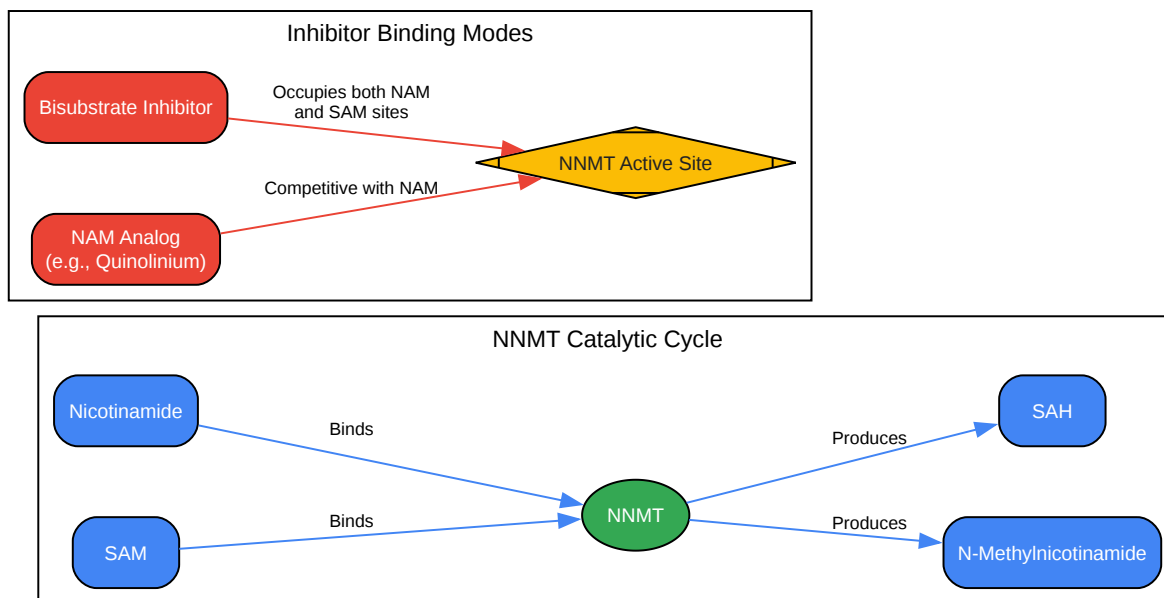 Inhibitor Binding Modes
Bisubstrate Inhibitor
Occupies both NAM
and SAM sites
NNMT Active Site
Competitive with NAM
NAM Analog
(e.g., Quinolinium)
NNMT Catalytic Cycle
Nicotinamide
Binds
SAM
Binds
NNMT
Produces
SAH
Produces
N-Methylnicotinamide